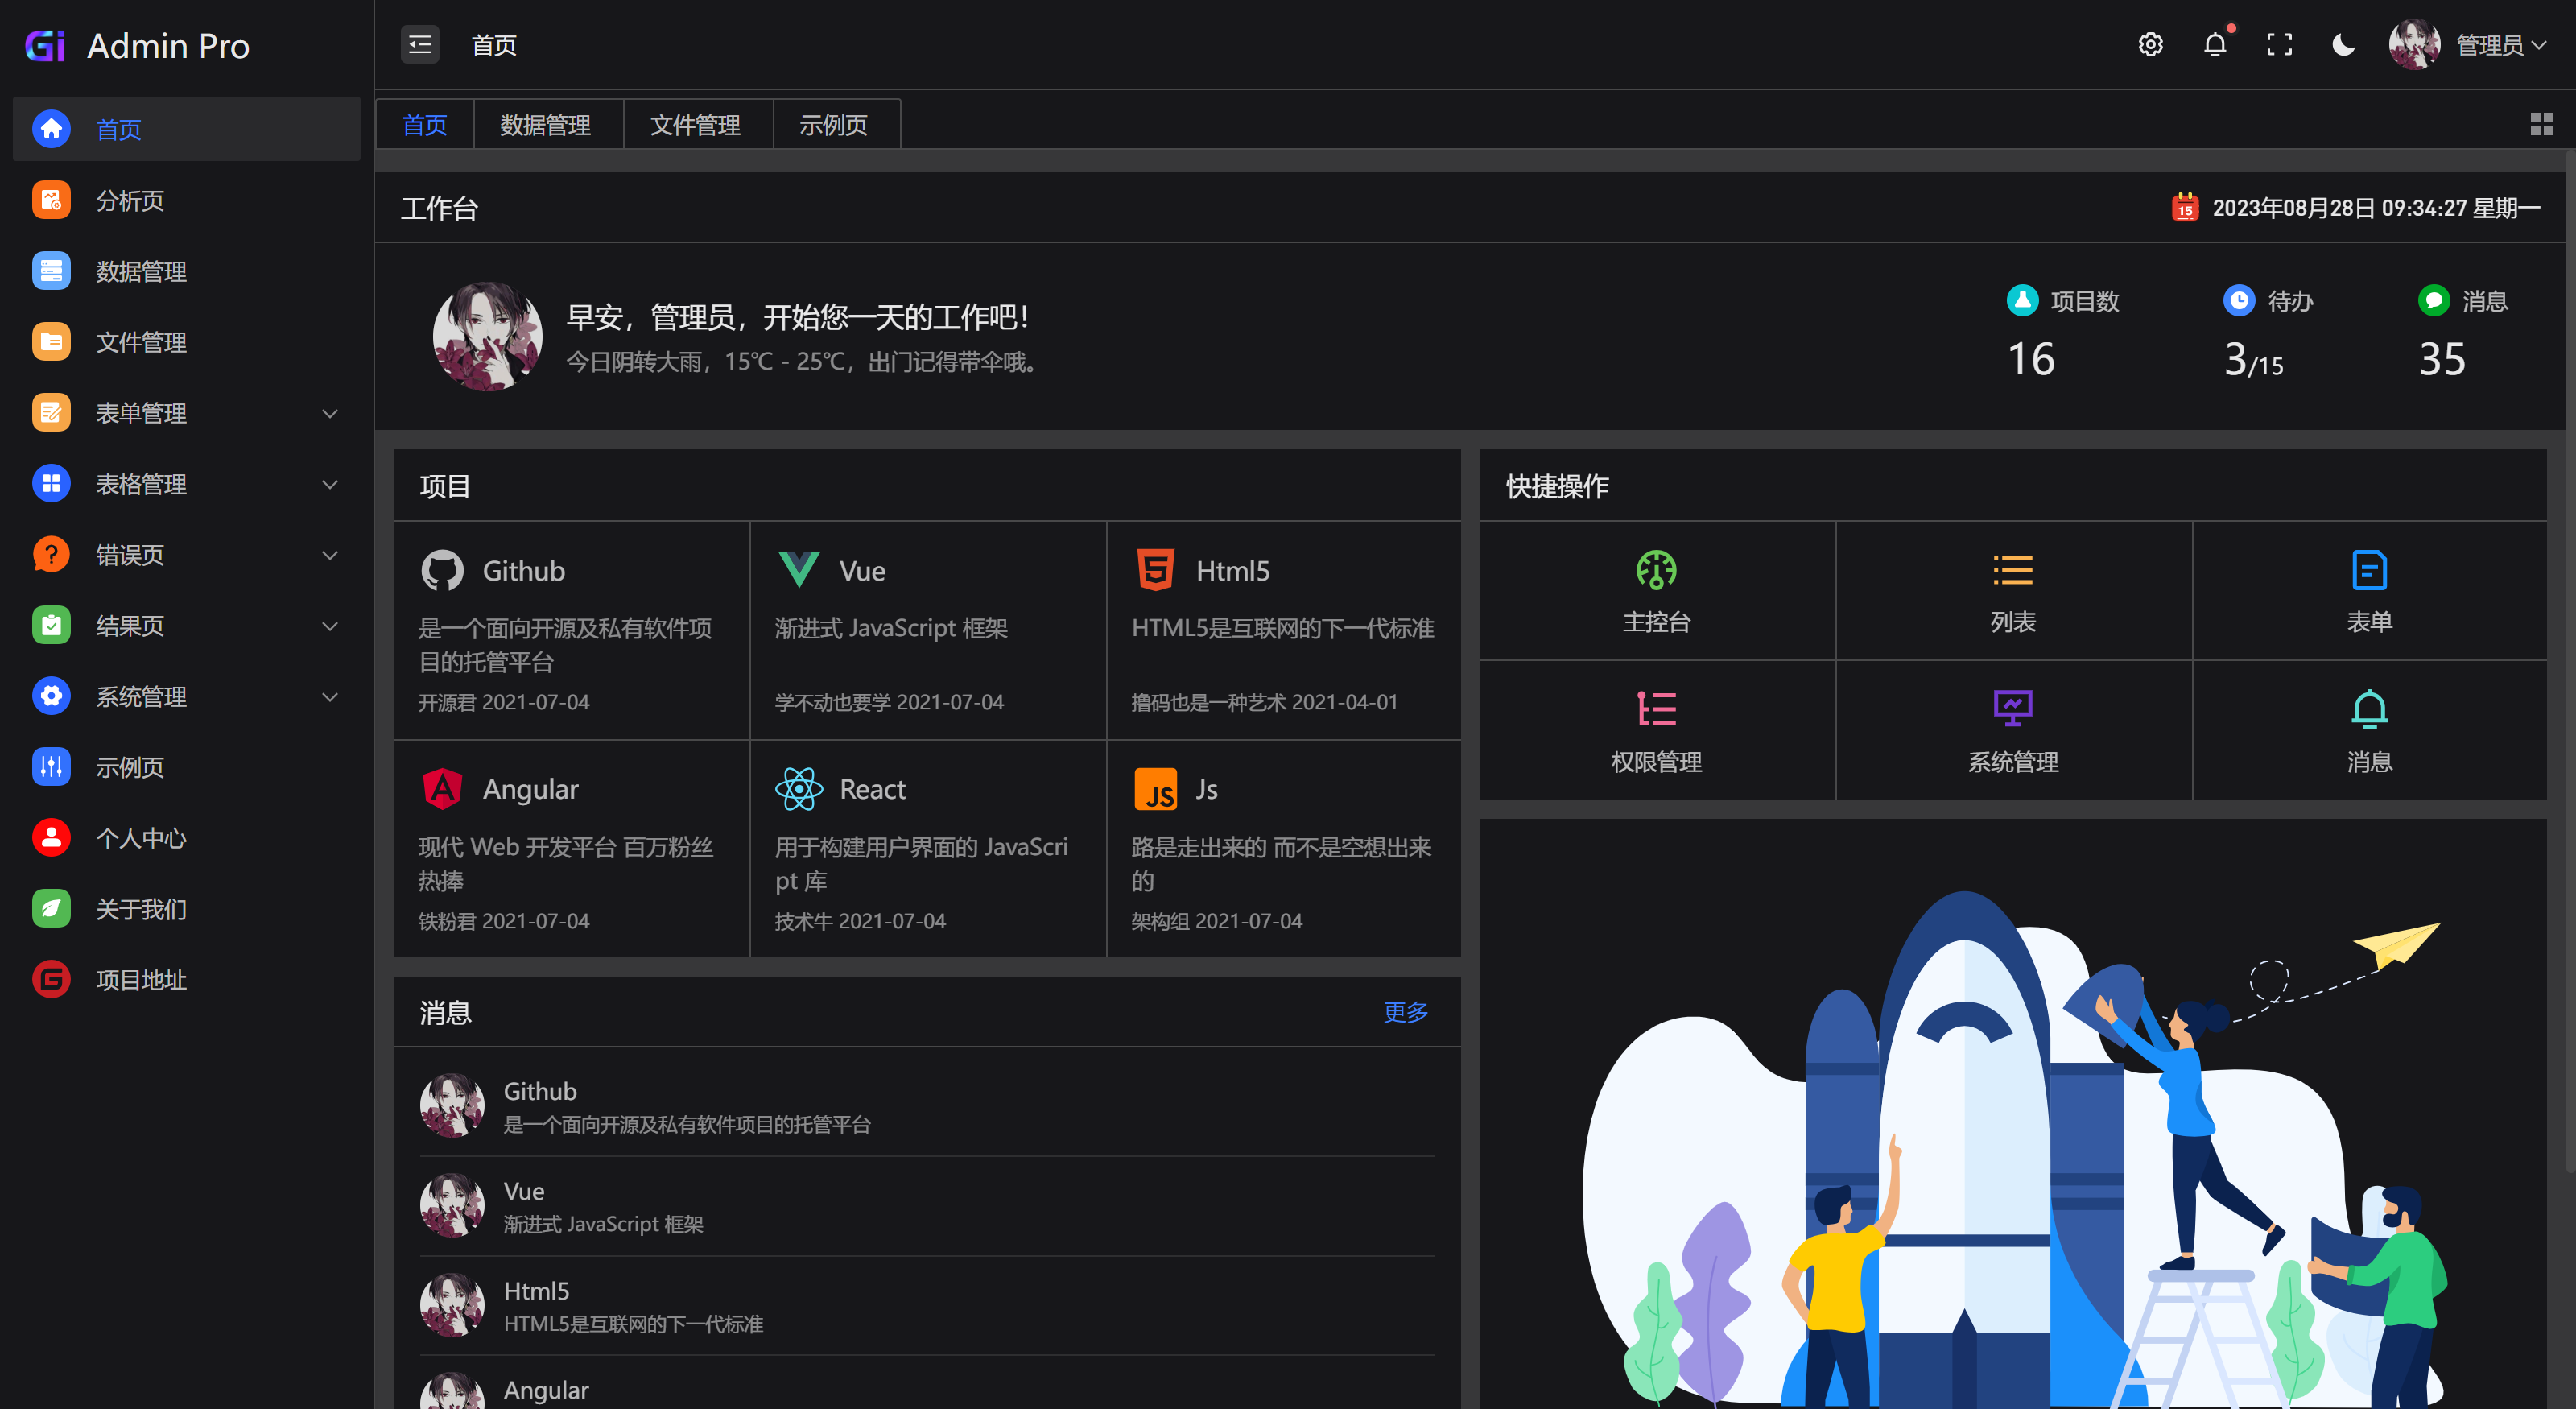 Gi Admin Pro
首页
管理员
首页
分析页
数据管理
文件管理
表单管理
表格管理
错误页
结果页
系统管理
示例页
个人中心
关于我们
项目地址
首页
数据管理
文件管理
示例页
工作台
15
2023年08月28日 09:34:27 星期一
早安，管理员，开始您一天的工作吧！
今日阴转大雨，15℃ - 25℃，出门记得带伞哦。
项目数
16
待办
3/15
消息
35
项目
Github
是一个面向开源及私有软件项
目的托管平台
开源君 2021-07-04
Vue
渐进式 JavaScript 框架
学不动也要学 2021-07-04
Html5
HTML5是互联网的下一代标准
撸码也是一种艺术 2021-04-01
Angular
现代 Web 开发平台 百万粉丝
热捧
铁粉君 2021-07-04
React
用于构建用户界面的 JavaScri
pt 库
技术牛 2021-07-04
JS
Js
路是走出来的 而不是空想出来
的
架构组 2021-07-04
快捷操作
主控台
列表
表单
权限管理
系统管理
消息
消息
更多
Github
是一个面向开源及私有软件项目的托管平台
Vue
渐进式 JavaScript 框架
Html5
HTML5是互联网的下一代标准
Angular